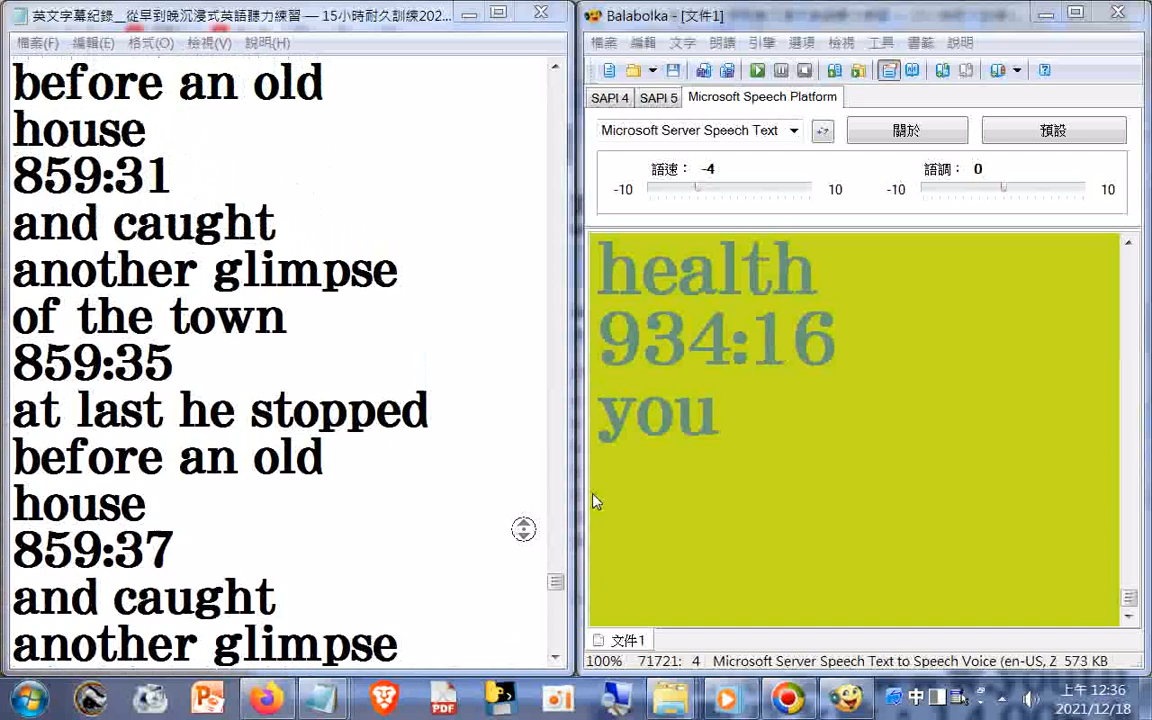 英文字幕紀錄__從早到晚沉浸式英語聽力練習 — 15小時耐久訓練202...
檔案(F) 編輯(E) 格式(O) 檢視(V) 說明(H)
before an old
house
859:31
and caught
another glimpse
of the town
859:35
at last he stopped
before an old
house
859:37
and caught
another glimpse
Balabolka - [文件1]
檔案 編輯 文字 朗讀 引擎 選項 檢視 工具 書籤 說明
SAPI 4 SAPI 5 Microsoft Speech Platform
Microsoft Server Speech Text 關於 預設
語速： -4 語調： 0
-10 10 -10 10
health
934:16
you
文件1
100% 71721: 4 Microsoft Server Speech Text to Speech Voice (en-US, Z 573 KB
中 上午 12:36
2021/12/18